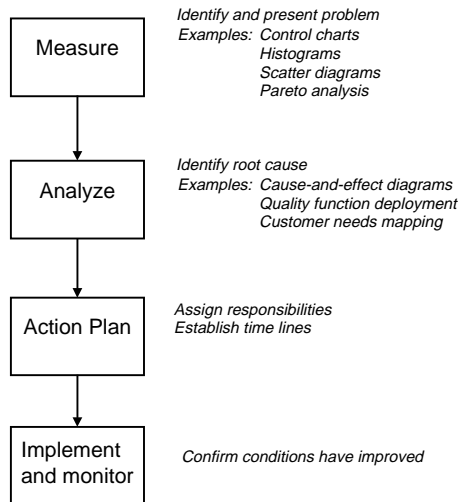 Measure
Identify and present problem
Examples: Control charts
Histograms
Scatter diagrams
Pareto analysis
Analyze
Identify root cause
Examples: Cause-and-effect diagrams
Quality function deployment
Customer needs mapping
Action Plan
Assign responsibilities
Establish time lines
Implement
and monitor
Confirm conditions have improved